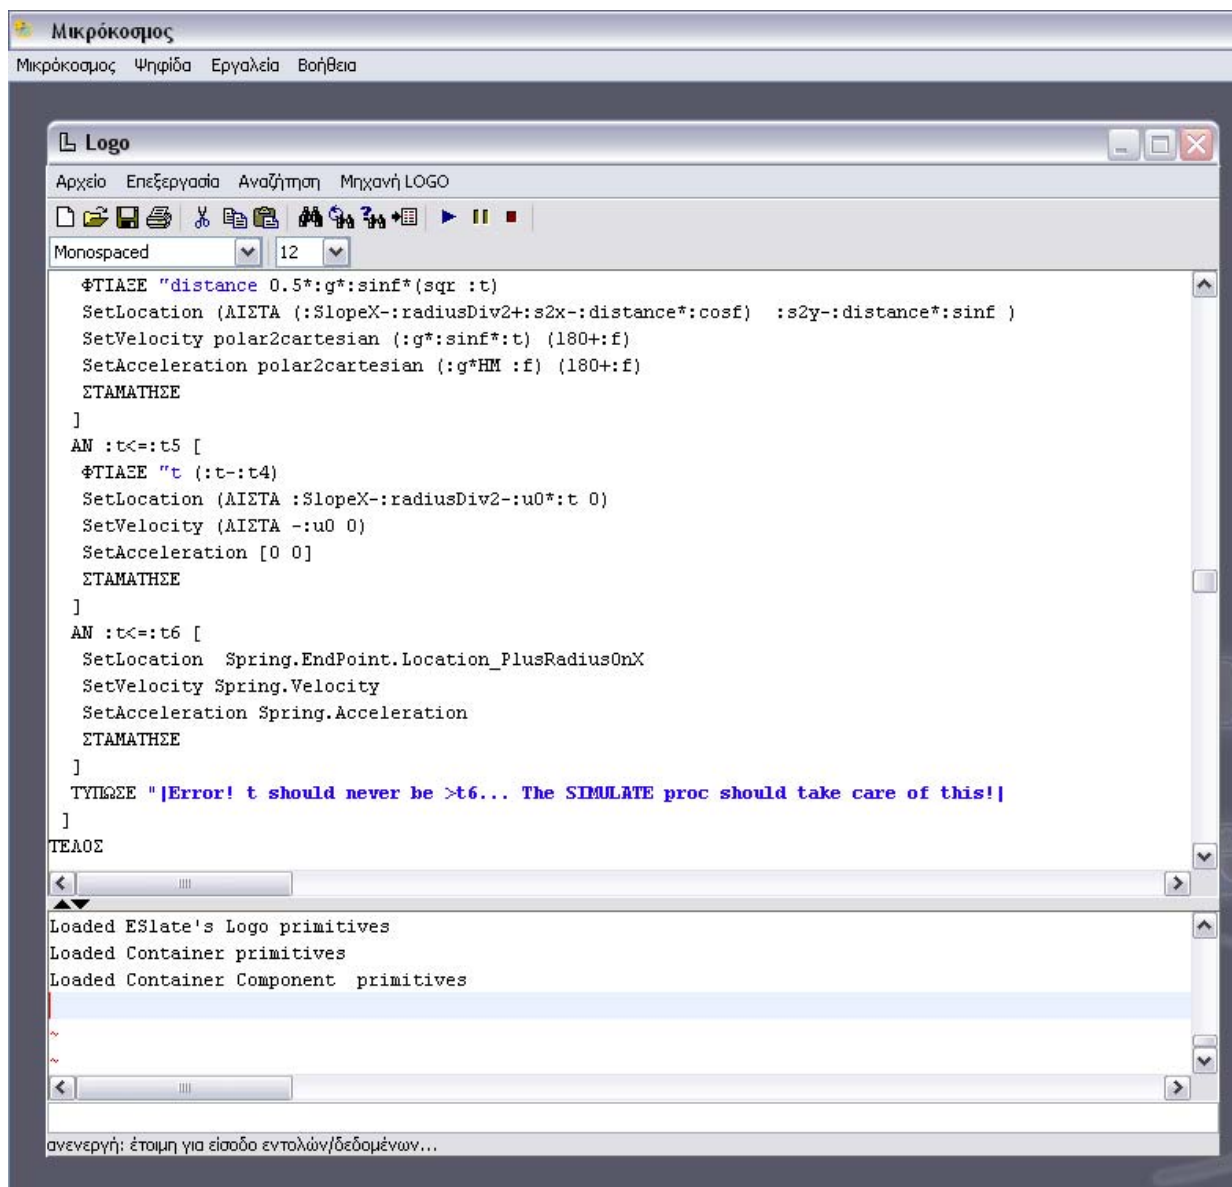 Μικρόκοσμος
Μικρόκοσμος Ψηφίδα Εργαλεία Βοήθεια
Logo
Αρχείο Επεξεργασία Αναζήτηση Μηχανή LOGO
Monospaced 12
ΦΤΙΑΞΕ "distance 0.5*:g*:sinf*(sqr :t)
SetLocation (ΛΙΣΤΑ (:SlopeX-:radiusDiv2+:s2x-:distance*:cosf) :s2y-:distance*:sinf )
SetVelocity polar2cartesian (:g*:sinf*:t) (180+:f)
SetAcceleration polar2cartesian (:g*ΗΜ :f) (180+:f)
ΣΤΑΜΑΤΗΣΕ
]
ΑΝ :t<=:t5 [
ΦΤΙΑΞΕ "t (:t-:t4)
SetLocation (ΛΙΣΤΑ :SlopeX-:radiusDiv2-:u0*:t 0)
SetVelocity (ΛΙΣΤΑ -:u0 0)
SetAcceleration [0 0]
ΣΤΑΜΑΤΗΣΕ
]
ΑΝ :t<=:t6 [
SetLocation Spring.EndPoint.Location_PlusRadiusOnX
SetVelocity Spring.Velocity
SetAcceleration Spring.Acceleration
ΣΤΑΜΑΤΗΣΕ
]
ΤΥΠΩΣΕ "|Error! t should never be >t6... The SIMULATE proc should take care of this!|
]
ΤΕΛΟΣ
Loaded ESlate's Logo primitives
Loaded Container primitives
Loaded Container Component primitives
~
~
ανενεργή: έτοιμη για είσοδο εντολών/δεδομένων...